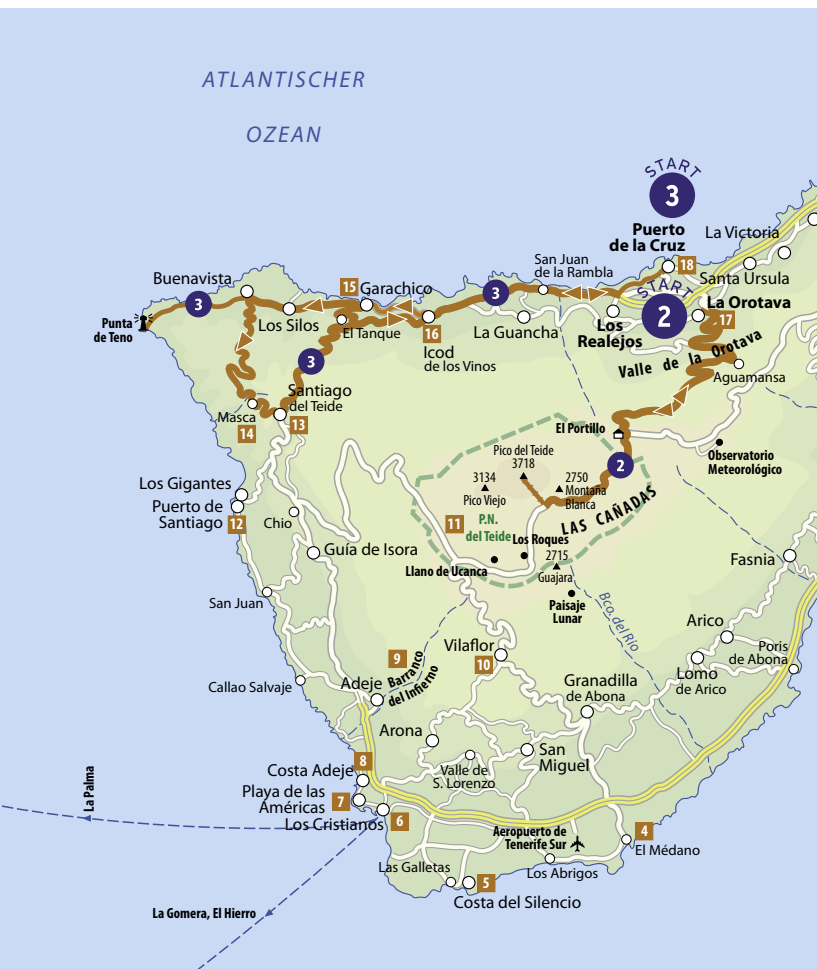 ATLANTISCHER
OZEAN
START
3
Puerto
de la Cruz
18
La Victoria
Santa Ursula
START
2
La Orotava
17
San Juan
de la Rambla
Los
Realejos
Valle de la Orotava
Aguamansa
Buenavista
3
Punta
de Teno
Los Silos
15
Garachico
El Tanque
3
16
Icod
de los Vinos
La Guancha
3
Santiago
del Teide
13
Masca
14
El Portillo
2
Observatorio
Meteorológico
Pico del Teide
3718
3134
Pico Viejo
2750
Montaña
Blanca
LAS CAÑADAS
11
P.N.
del Teide
Los Roques
Llano de Ucanca
2715
Guajara
Paisaje
Lunar
Bco. del Río
Los Gigantes
Puerto de
Santiago
12
Chio
Guía de Isora
San Juan
Fasnia
Arico
Poris
de Abona
Lomo
de Arico
9
Barranco
del Infierno
Vilaflor
10
Callao Salvaje
Adeje
Granadilla
de Abona
Arona
San
Miguel
Valle de
S. Lorenzo
8
Costa Adeje
Playa de las
Américas
7
Los Cristianos
6
La Palma
Aeropuerto de
Tenerife Sur
4
El Médano
Los Abrigos
Las Galletas
5
Costa del Silencio
La Gomera, El Hierro